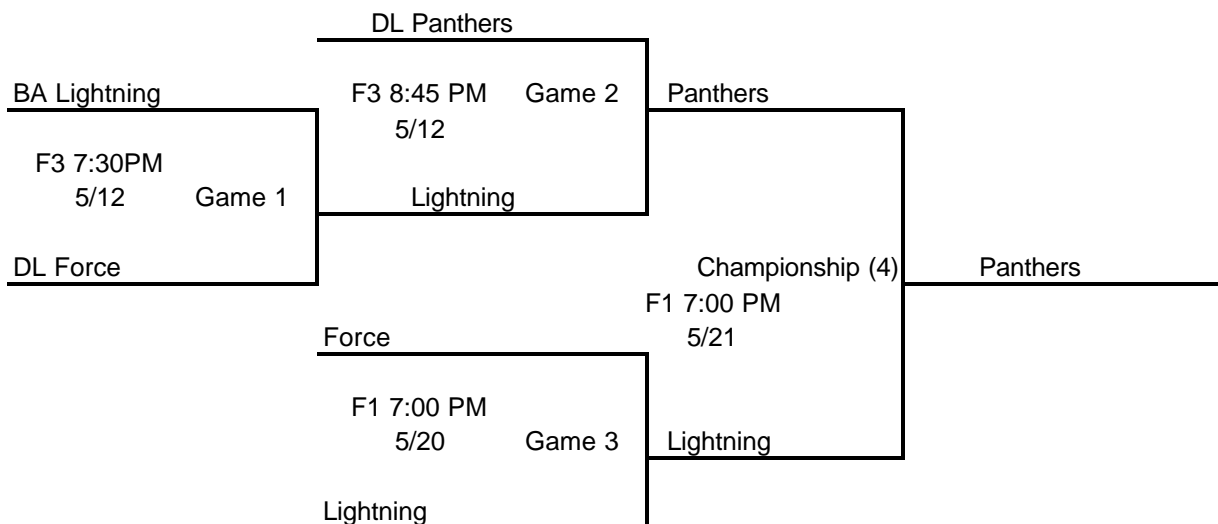 DL Panthers
BA Lightning
F3 8:45 PM Game 2
Panthers
5/12
F3 7:30PM
5/12 Game 1
Lightning
DL Force
Championship (4)
Panthers
F1 7:00 PM
5/21
Force
F1 7:00 PM
5/20 Game 3
Lightning
Lightning